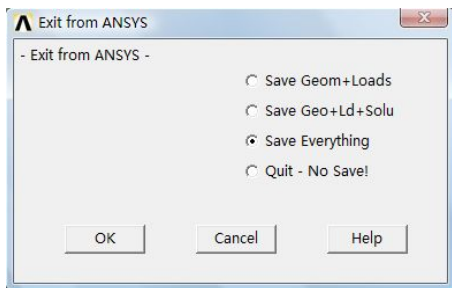 Exit from ANSYS
- Exit from ANSYS -
Save Geom+Loads
Save Geo+Ld+Solu
Save Everything
Quit - No Save!
OK Cancel Help